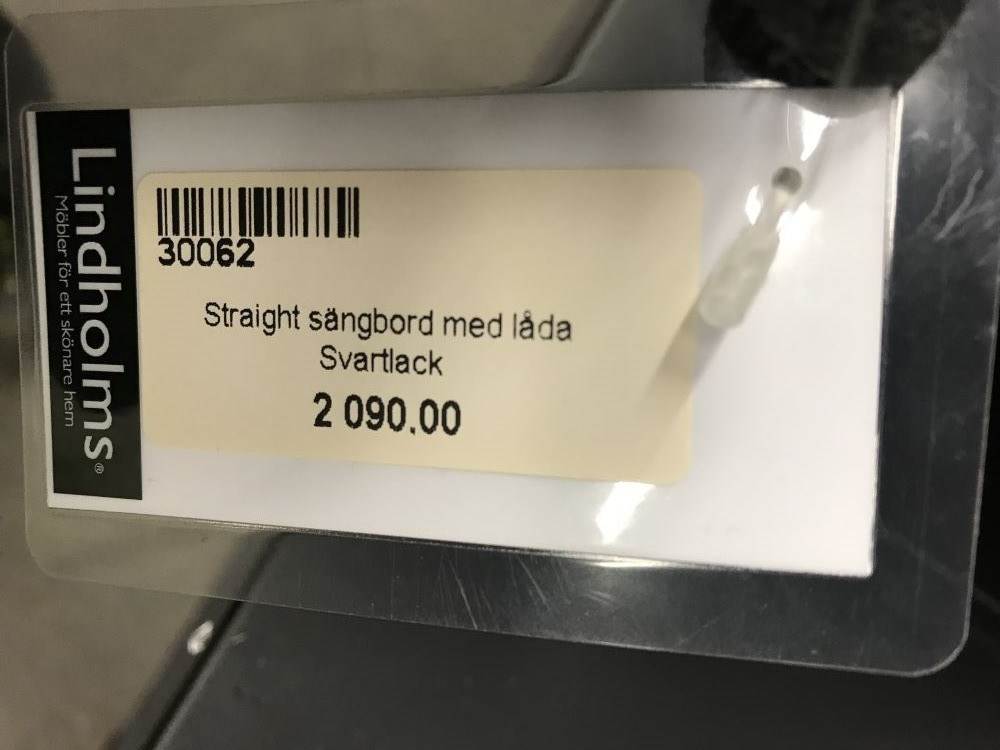 Lindholms®
Möbler för ett skönare hem
30062
Straight sängbord med låda
Svartlack
2 090.00